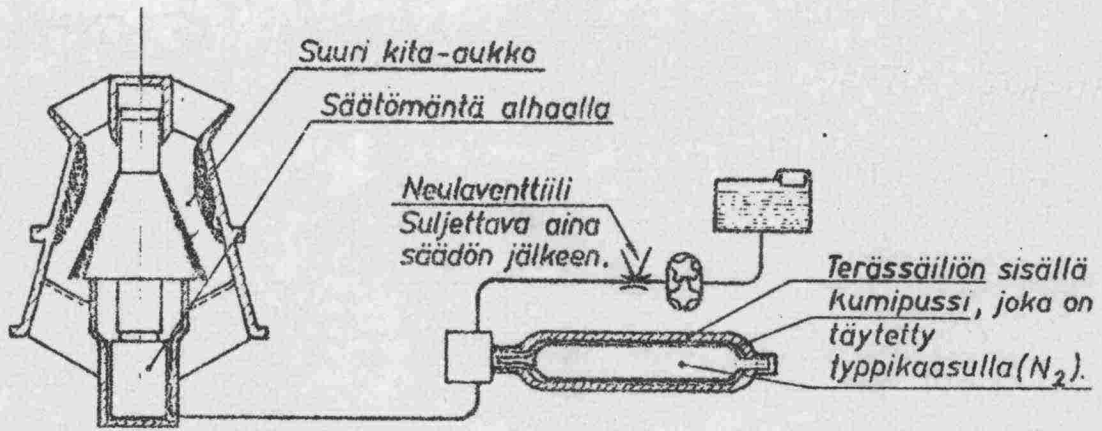 Suuri kita-aukko
Säätömäntä alhaalla
Neulaventtiili
Suljettava aina
säädön jälkeen.
Terässäiliön sisällä
kumipussi, joka on
täytetty
typpikaasulla (N₂).